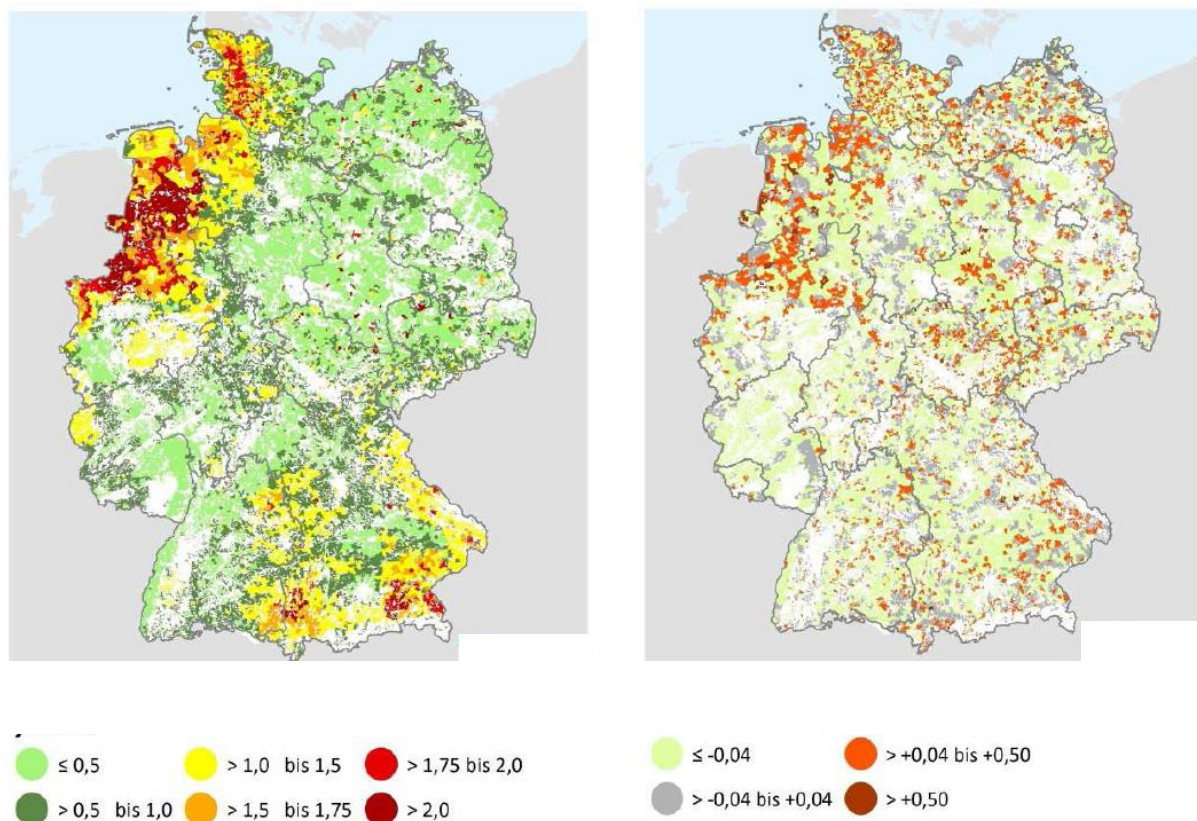 ≤ 0,5
> 1,0 bis 1,5
> 1,75 bis 2,0
> 0,5 bis 1,0
> 1,5 bis 1,75
> 2,0
≤ -0,04
> +0,04 bis +0,50
> -0,04 bis +0,04
> +0,50